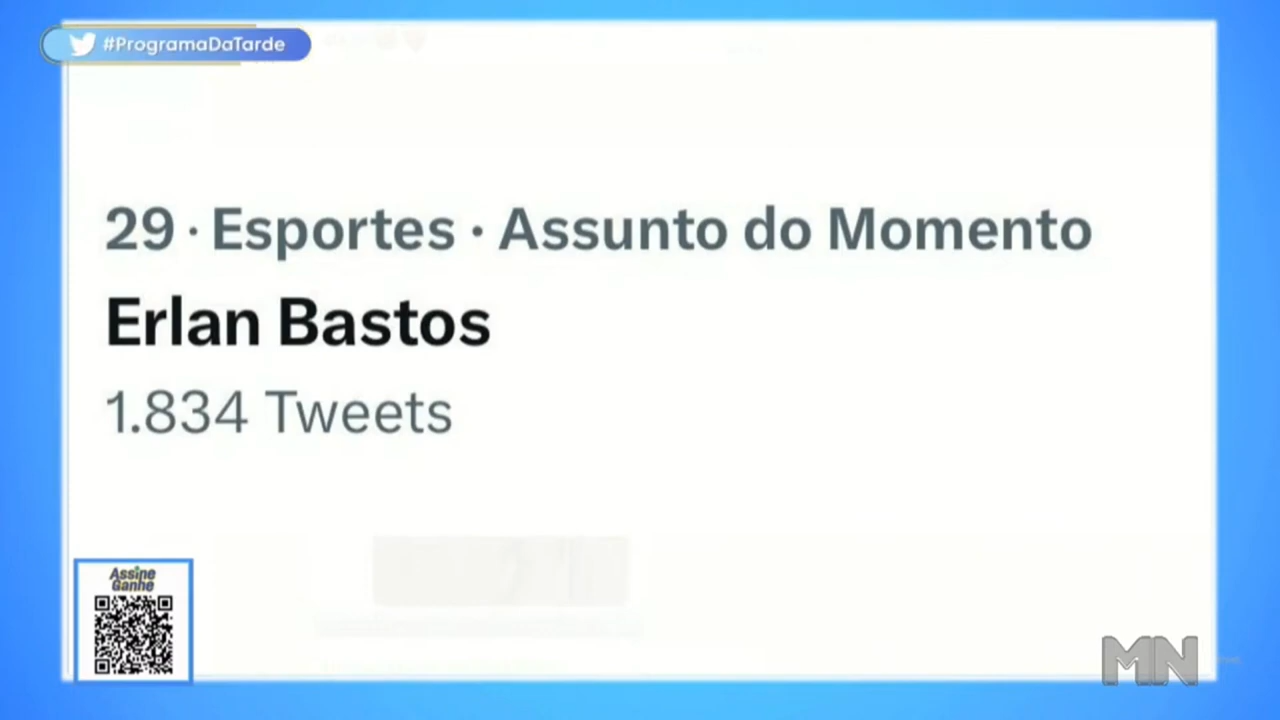 #ProgramaDaTarde
29 · Esportes · Assunto do Momento
Erlan Bastos
1.834 Tweets
Assine
Ganhe
MN